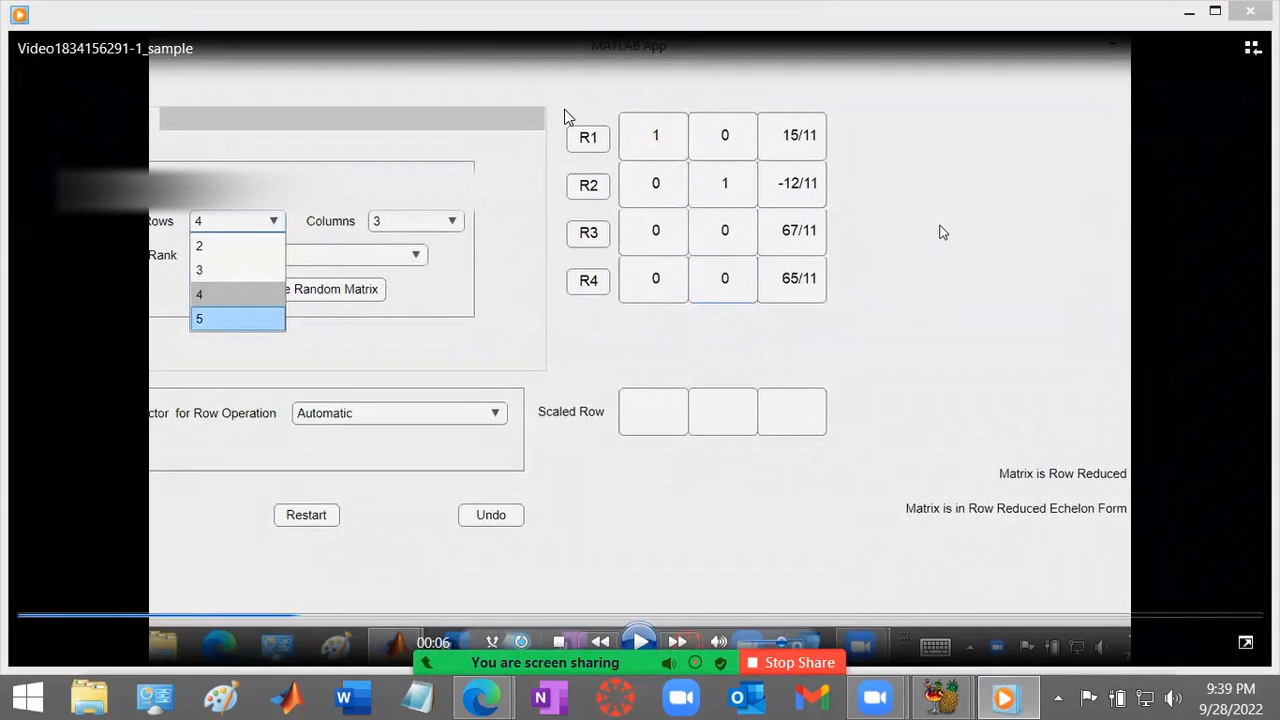 Video1834156291-1_sample
MATLAB App
R1 1 0 15/11
R2 0 1 -12/11
Rows 4 Columns 3
R3 0 0 67/11
2
Rank
3
R4 0 0 65/11
4
e Random Matrix
5
ctor for Row Operation Automatic
Scaled Row
Matrix is Row Reduced
Matrix is in Row Reduced Echelon Form
Restart Undo
00:06
You are screen sharing Stop Share
9:39 PM
9/28/2022